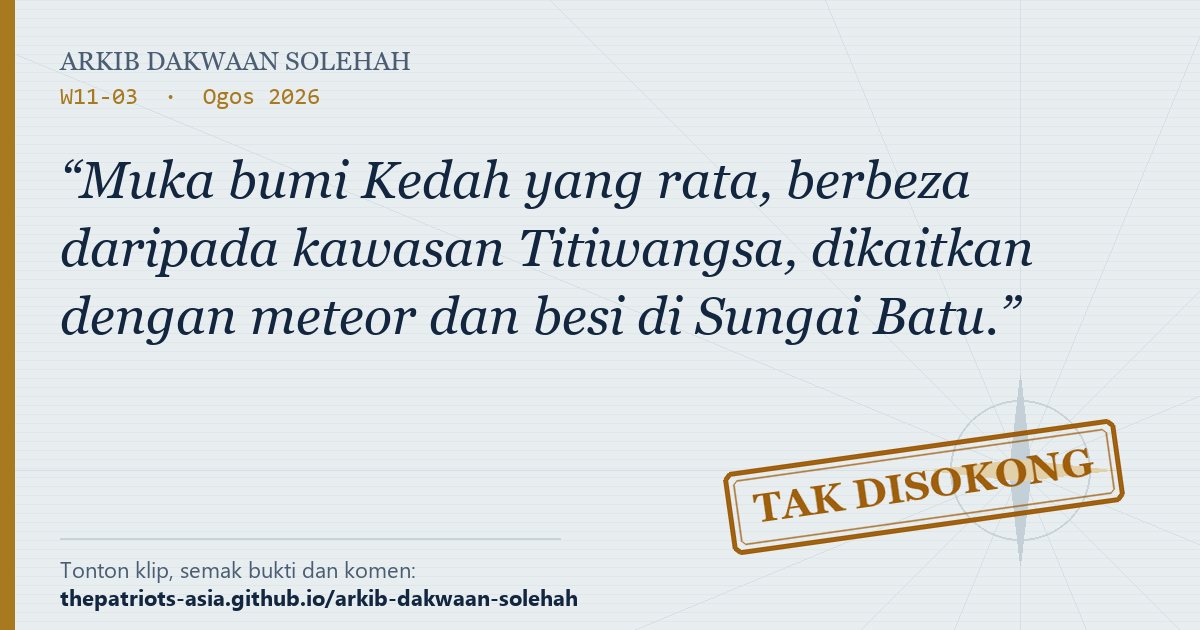 ARKIB DAKWAAN SOLEHAH
W11-03 · Ogos 2026
“Muka bumi Kedah yang rata, berbeza
daripada kawasan Titiwangsa, dikaitkan
dengan meteor dan besi di Sungai Batu.”
TAK DISOKONG
Tonton klip, semak bukti dan komen:
thepatriots-asia.github.io/arkib-dakwaan-solehah